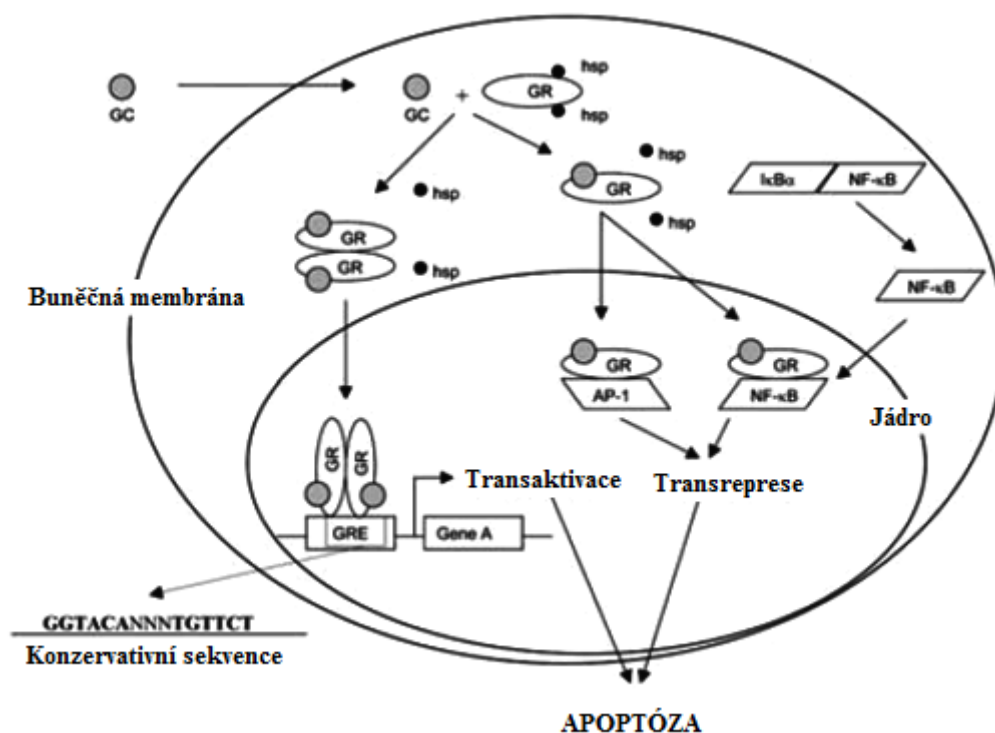 hsp
GC
GC
+
GR
hsp
hsp
GR
IκBα
NF-κB
hsp
hsp
GR
GR
hsp
Buněčná membrána
NF-κB
GR
AP-1
GR
NF-κB
Jádro
GR
GR
Transaktivace
Transreprese
GRE
Gene A
GGTACANNNTGTTCT
Konzervativní sekvence
APOPTÓZA